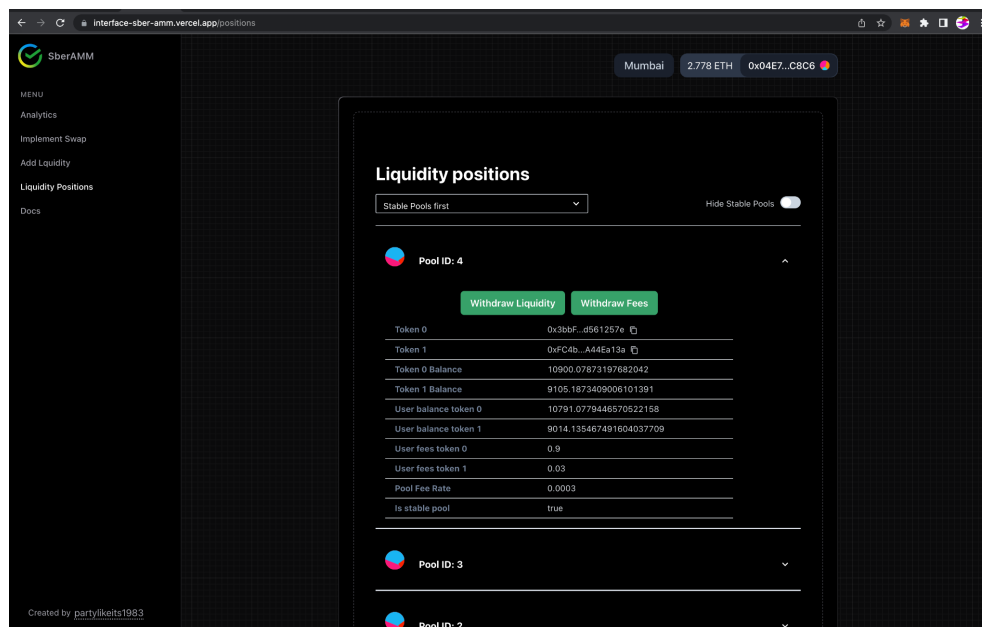 interface-sber-amm.vercel.app/positions
SberAMM
Mumbai 2.778 ETH 0x04E7...C8C6
MENU
Analytics
Implement Swap
Add Lquidity
Liquidity Positions
Docs
Liquidity positions
Stable Pools first Hide Stable Pools
Pool ID: 4
Withdraw Liquidity Withdraw Fees
Token 0 0x3bbF...d561257e
Token 1 0xFC4b...A44Ea13a
Token 0 Balance 10900.07873197682042
Token 1 Balance 9105.1873409006101391
User balance token 0 10791.0779446570522158
User balance token 1 9014.135467491604037709
User fees token 0 0.9
User fees token 1 0.03
Pool Fee Rate 0.0003
Is stable pool true
Pool ID: 3
Pool ID: 2
Created by partylikeits1983